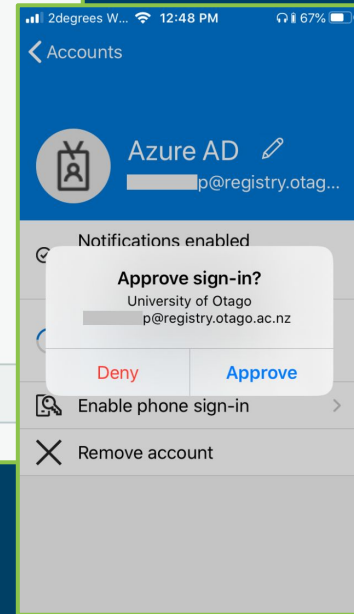 2degrees W... 12:48 PM 67%
Accounts
Azure AD
p@registry.otag...
Notifications enabled
Approve sign-in?
University of Otago
p@registry.otago.ac.nz
Deny Approve
Enable phone sign-in
Remove account